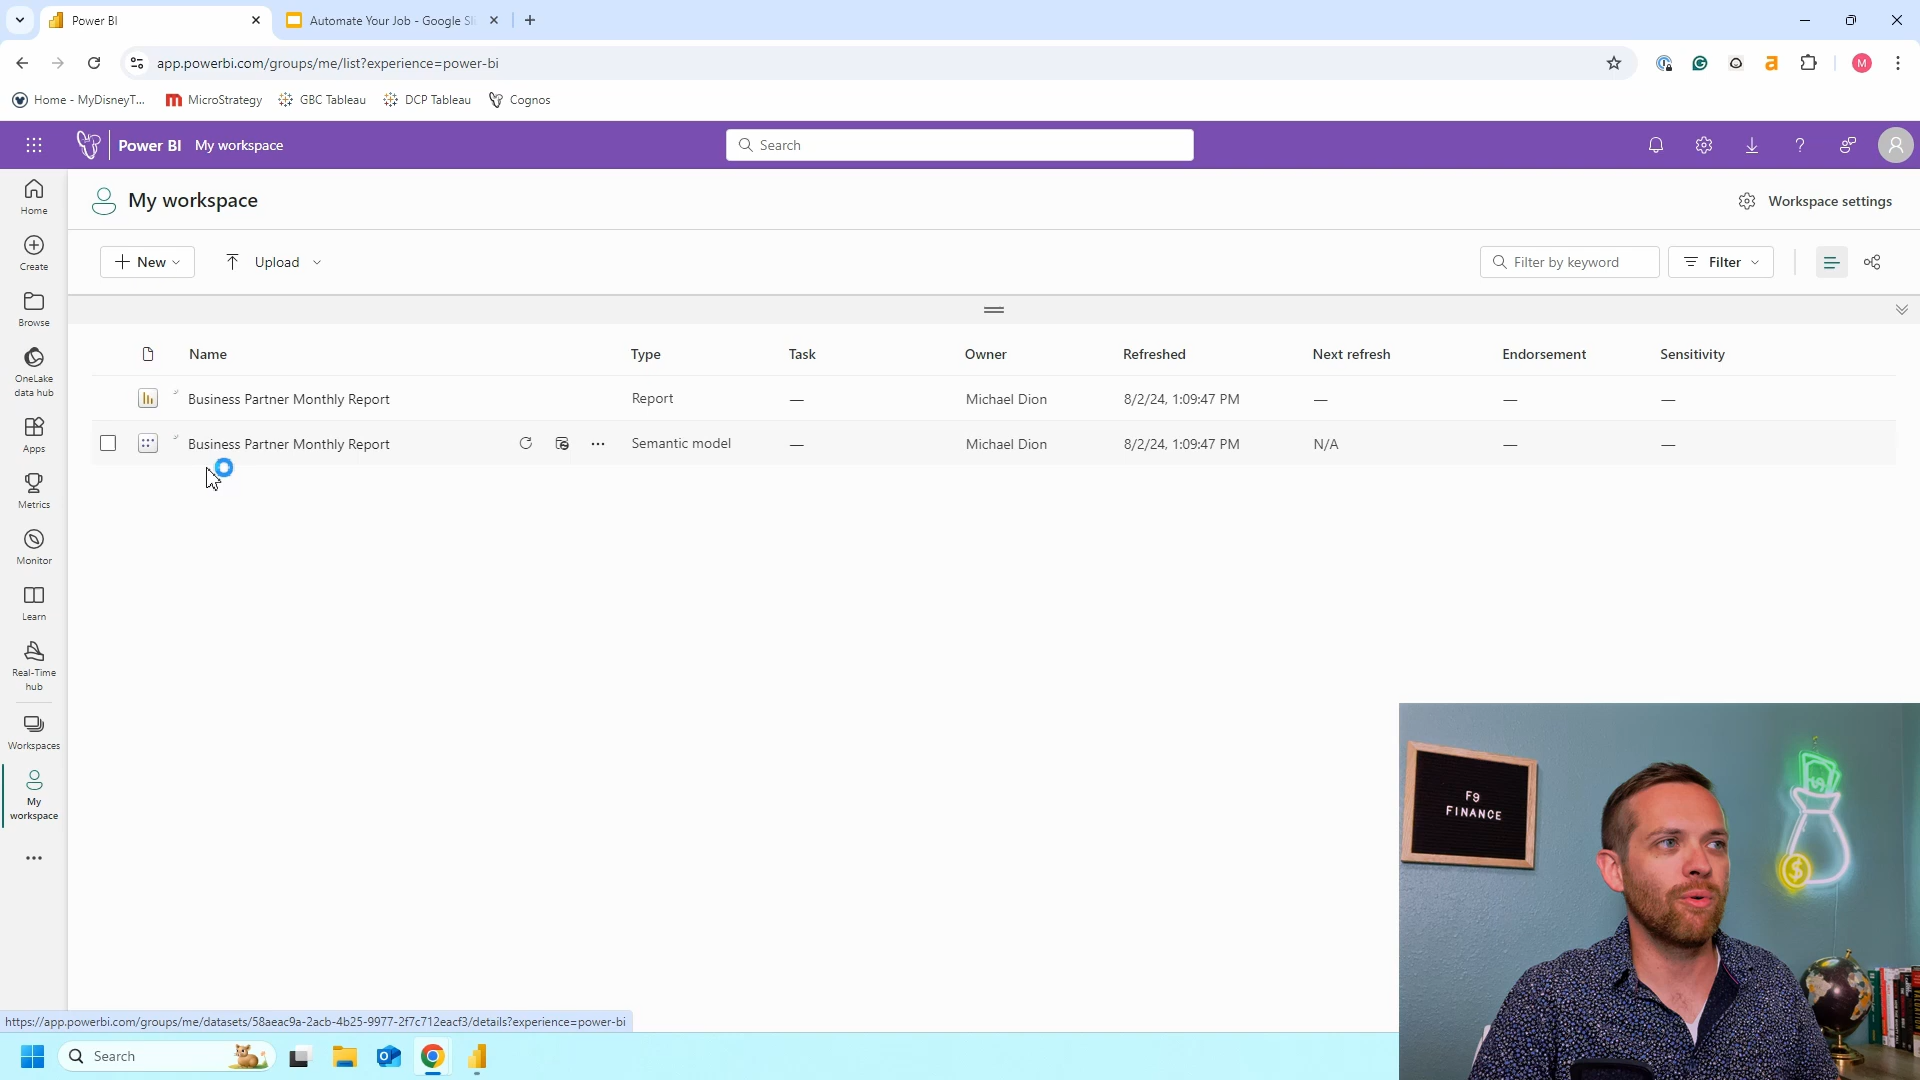 Power BI
Automate Your Job - Google Sl
app.powerbi.com/groups/me/list?experience=power-bi
M
Home - MyDisneyT...
MicroStrategy
GBC Tableau
DCP Tableau
Cognos
Power BI
My workspace
Search
Home
Create
Browse
OneLake
data hub
Apps
Metrics
Monitor
Learn
Real-Time
hub
Workspaces
My
workspace
My workspace
Workspace settings
New
Upload
Filter by keyword
Filter
Name Type Task Owner Refreshed Next refresh Endorsement Sensitivity
Business Partner Monthly Report Report — Michael Dion 8/2/24, 1:09:47 PM — — —
Business Partner Monthly Report Semantic model — Michael Dion 8/2/24, 1:09:47 PM N/A — —
F9
FINANCE
https://app.powerbi.com/groups/me/datasets/58aeac9a-2acb-4b25-9977-2f7c712eacf3/details?experience=power-bi
Search